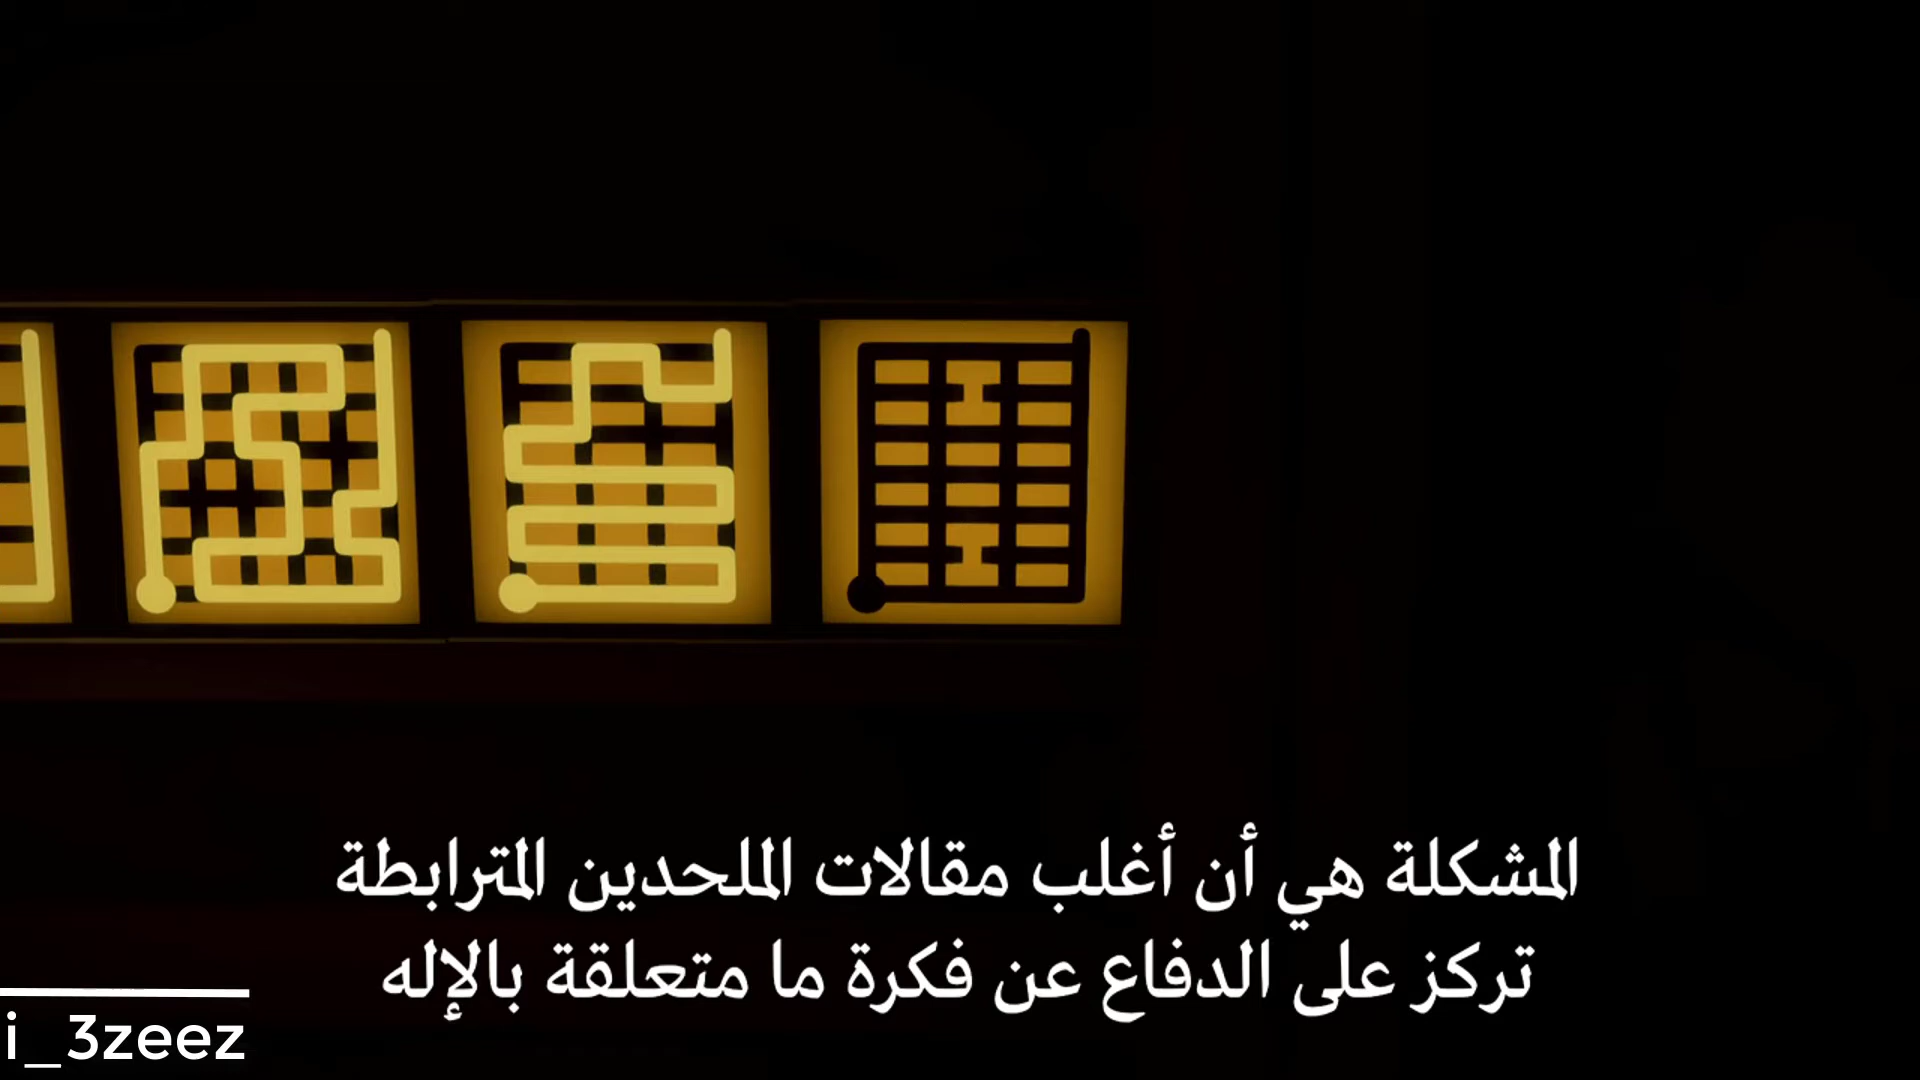 المشكلة هي أن أغلب مقالات الملحدين المترابطة
تركز على الدفاع عن فكرة ما متعلقة بالإله
i_3zeez